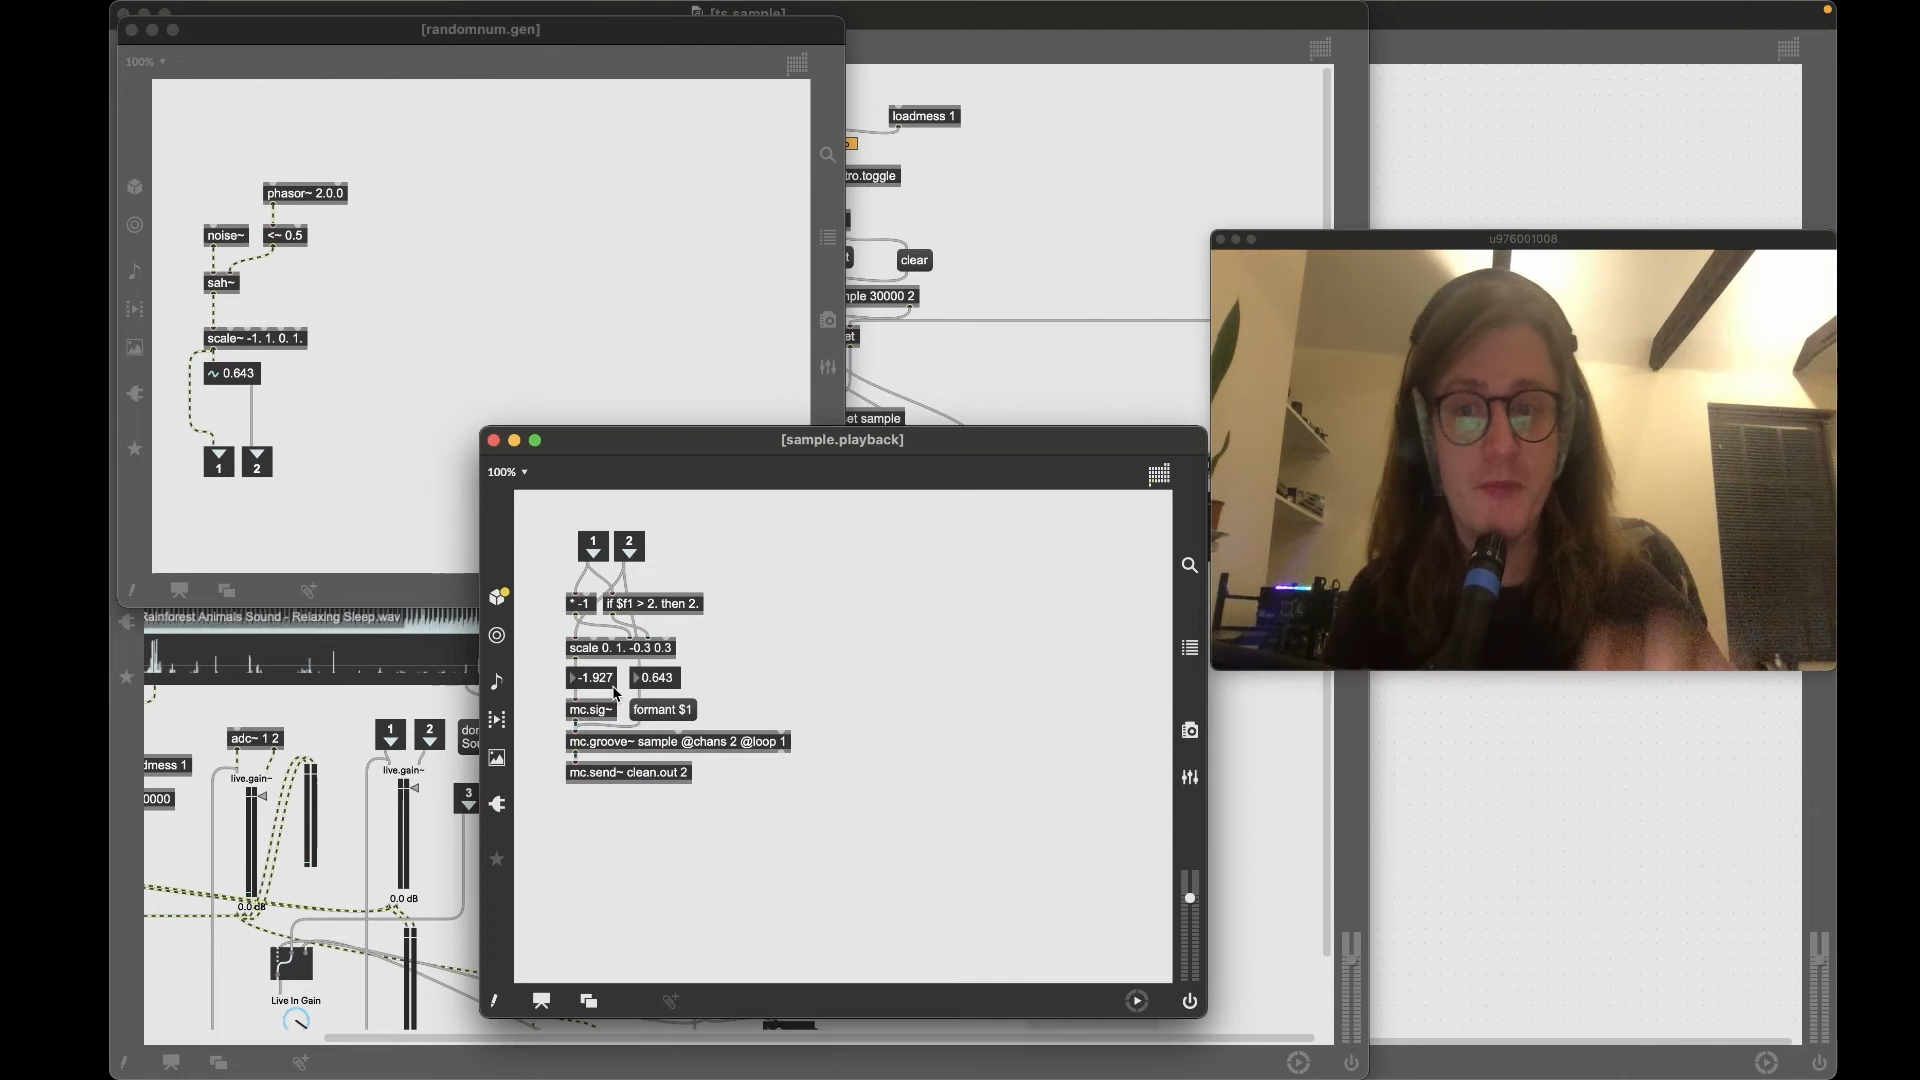 [ts.sample]
[randomnum.gen]
100%
loadmess 1
phasor~ 2.0.0
tro.toggle
noise~
<~ 0.5
u976001008
clear
sah~
mple 30000 2
scale~ -1. 1. 0. 1.
et
0.643
et sample
1
2
[sample.playback]
100%
1
2
* -1
if $f1 > 2. then 2.
Rainforest Animals Sound - Relaxing Sleep.wav
scale 0. 1. -0.3 0.3
-1.927
0.643
mc.sig~
formant $1
adc~ 1 2
1
2
mc.groove~ sample @chans 2 @loop 1
dmess 1
live.gain~
live.gain~
mc.send~ clean.out 2
0000
3
0.0 dB
0.0 dB
Live In Gain